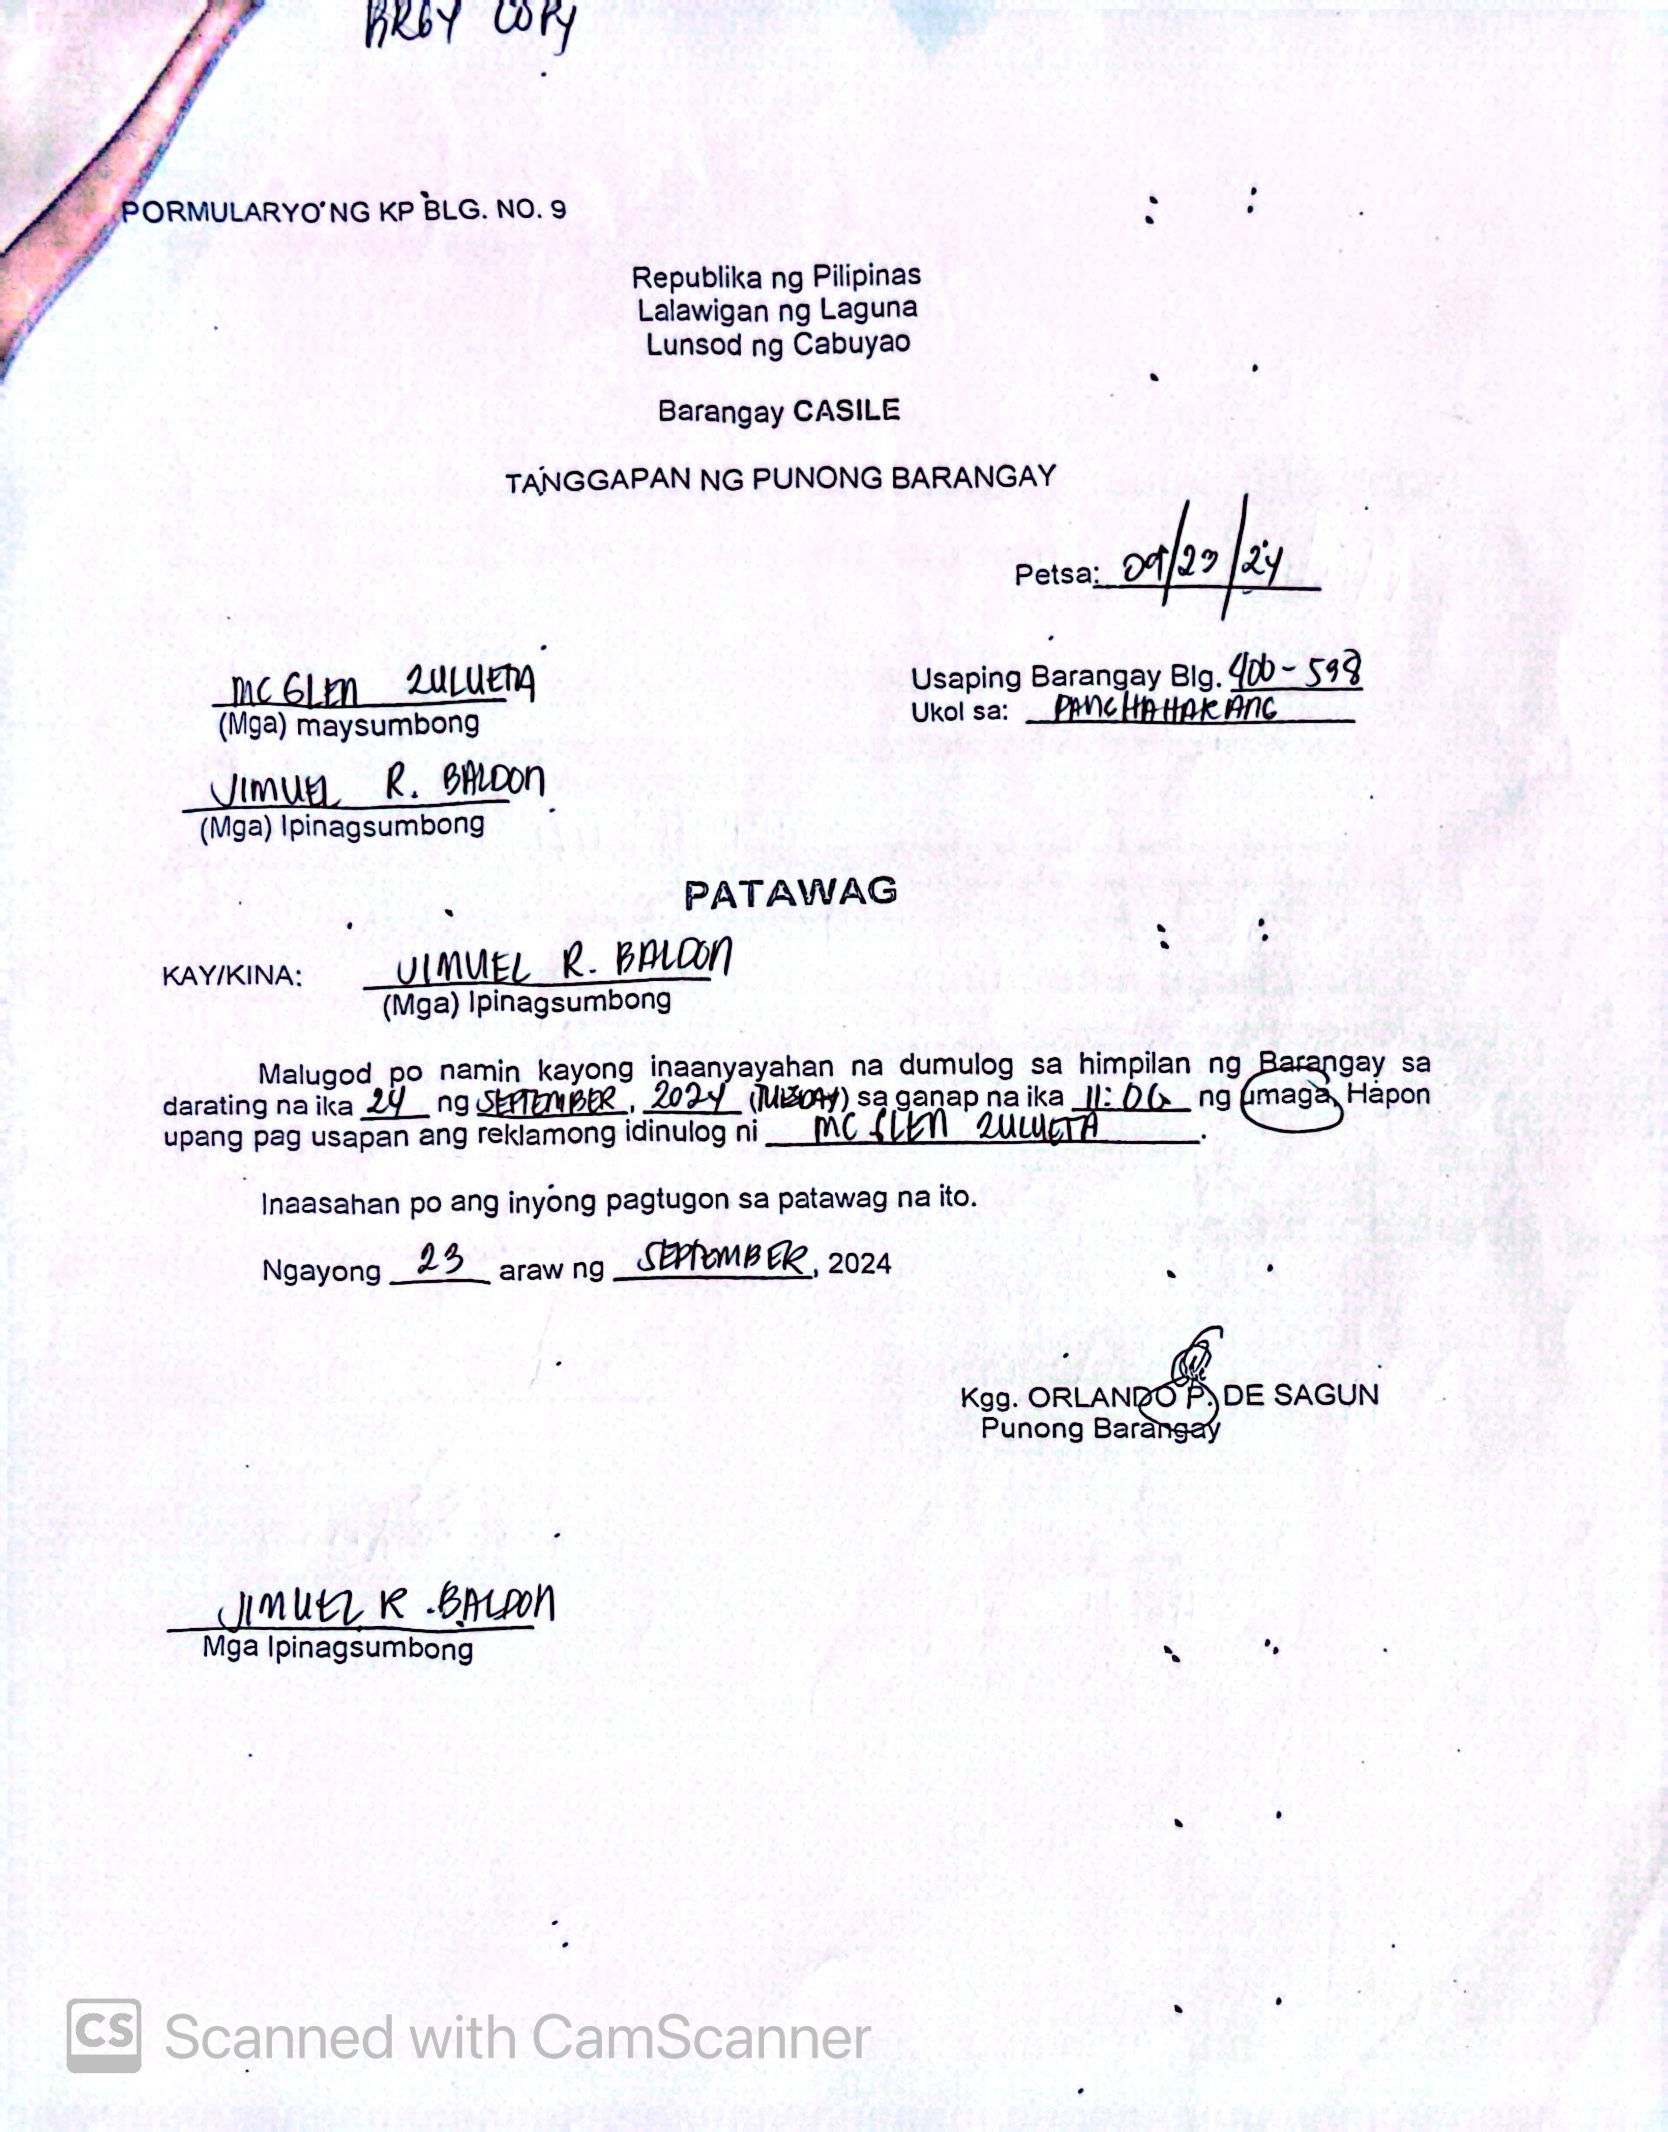 BRGY COPY
PORMULARYO NG KP BLG. NO. 9
Republika ng Pilipinas
Lalawigan ng Laguna
Lunsod ng Cabuyao
Barangay CASILE
TANGGAPAN NG PUNONG BARANGAY
Petsa: 09/23/24
MC GLEN ZULUETA
(Mga) maysumbong
Usaping Barangay Blg. 400-598
Ukol sa: PANGHAHARANG
JIMUEL R. BALDON
(Mga) Ipinagsumbong
PATAWAG
KAY/KINA: JIMUEL R. BALDON
(Mga) Ipinagsumbong
Malugod po namin kayong inaanyayahan na dumulog sa himpilan ng Barangay sa
darating na ika 24 ng SEPTEMBER, 2024 (TUESDAY) sa ganap na ika 11:00 ng umaga, Hapon
upang pag usapan ang reklamong idinulog ni MC GLEN ZULUETA.
Inaasahan po ang inyong pagtugon sa patawag na ito.
Ngayong 23 araw ng SEPTEMBER, 2024
Kgg. ORLANDO P. DE SAGUN
Punong Barangay
JIMUEL R. BALDON
Mga Ipinagsumbong
CS Scanned with CamScanner